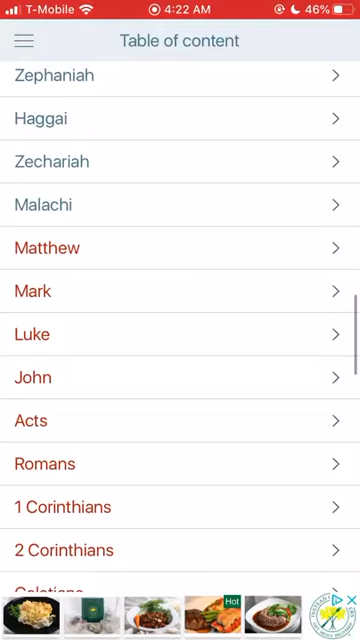 T-Mobile 4:22 AM 46%
Table of content
Zephaniah
Haggai
Zechariah
Malachi
Matthew
Mark
Luke
John
Acts
Romans
1 Corinthians
2 Corinthians
Galatians
Hot